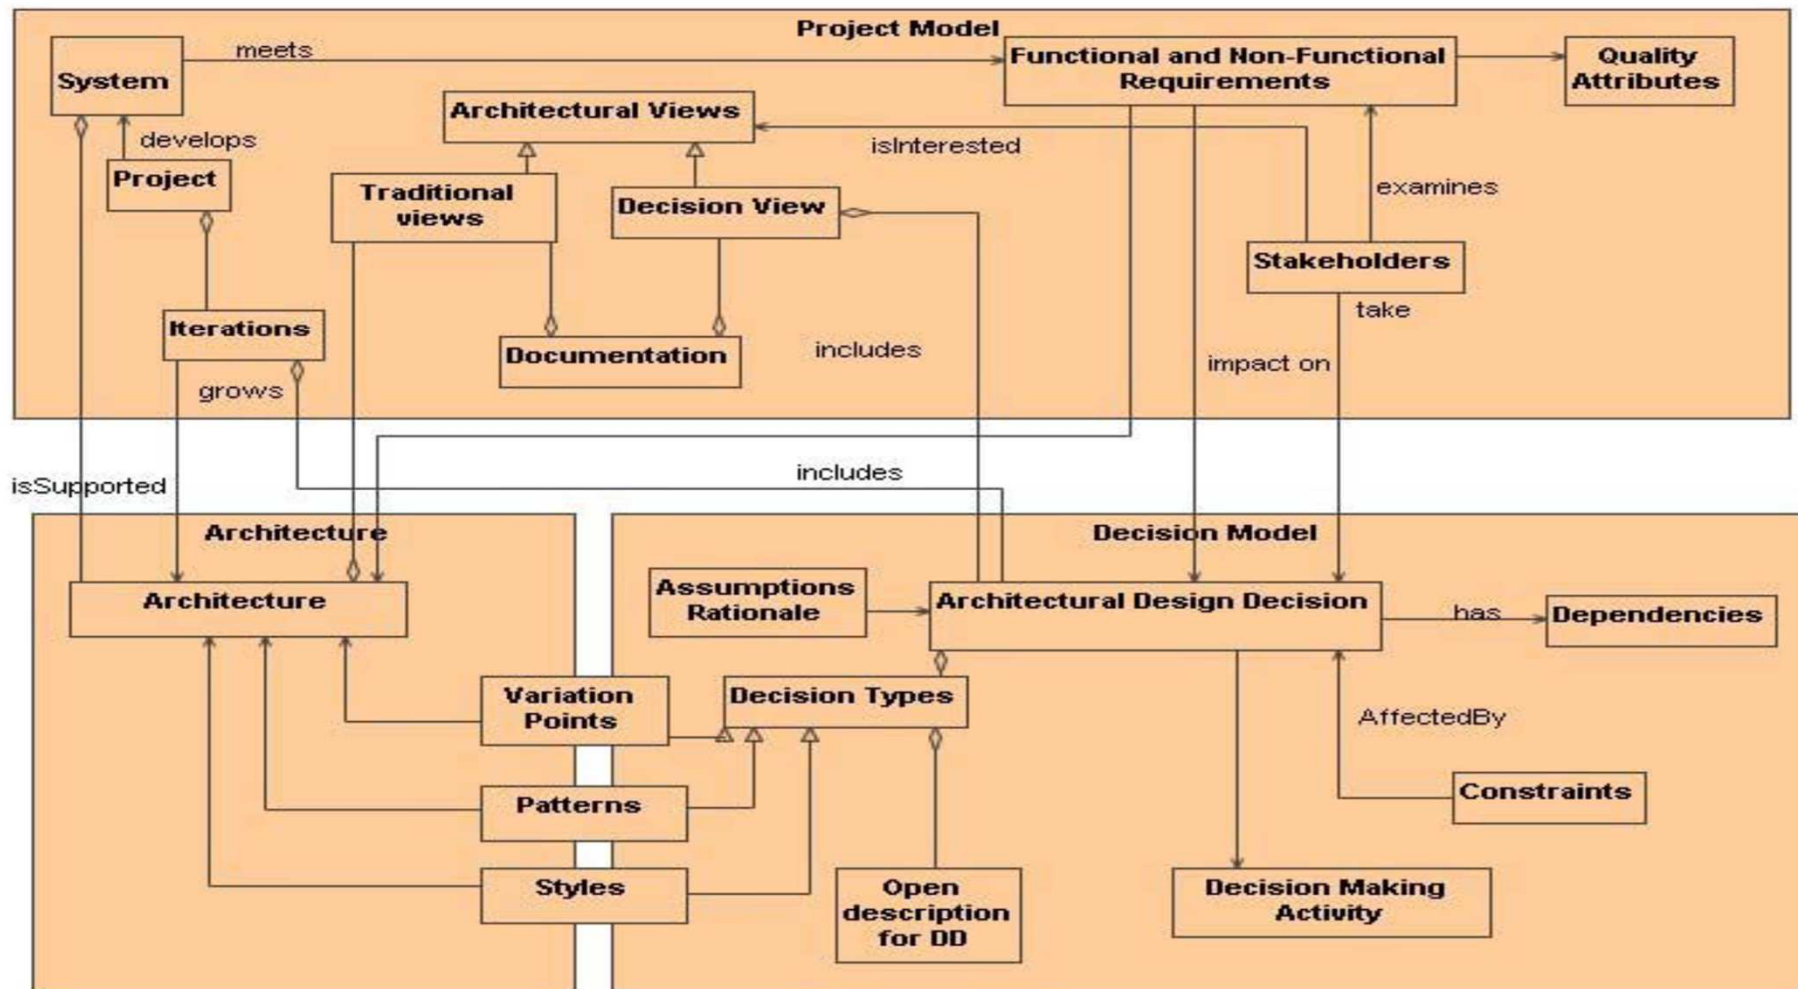 Project Model
System
meets
Functional and Non-Functional
Requirements
Quality
Attributes
Architectural Views
develops
isInterested
Project
Traditional
views
Decision View
examines
Stakeholders
take
Iterations
Documentation
includes
impact on
grows
isSupported
includes
Architecture
Decision Model
Architecture
Assumptions
Rationale
Architectural Design Decision
has
Dependencies
Variation
Points
Decision Types
AffectedBy
Patterns
Constraints
Styles
Open
description
for DD
Decision Making
Activity